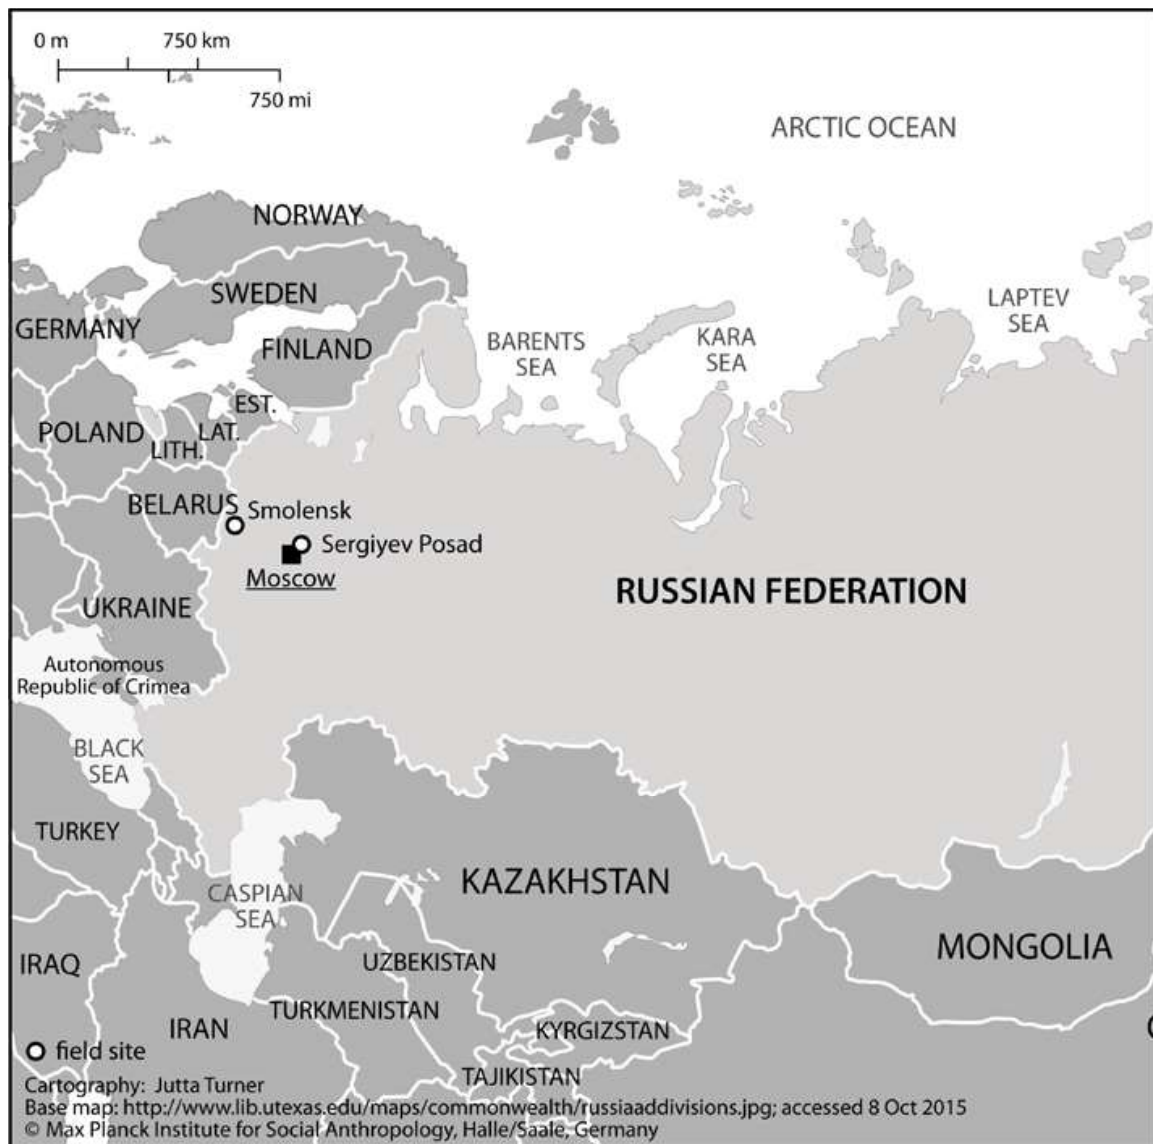 0 m 750 km
750 mi
ARCTIC OCEAN
NORWAY
SWEDEN
LAPTEV
SEA
GERMANY
FINLAND
BARENTS
SEA
KARA
SEA
EST.
POLAND
LAT.
LITH.
BELARUS
Smolensk
Sergiyev Posad
Moscow
RUSSIAN FEDERATION
UKRAINE
Autonomous
Republic of Crimea
BLACK
SEA
TURKEY
KAZAKHSTAN
CASPIAN
SEA
MONGOLIA
IRAQ
UZBEKISTAN
TURKMENISTAN
IRAN
KYRGIZSTAN
field site
TAJIKISTAN
Cartography: Jutta Turner
Base map: http://www.lib.utexas.edu/maps/commonwealth/russiaaddivisions.jpg; accessed 8 Oct 2015
© Max Planck Institute for Social Anthropology, Halle/Saale, Germany